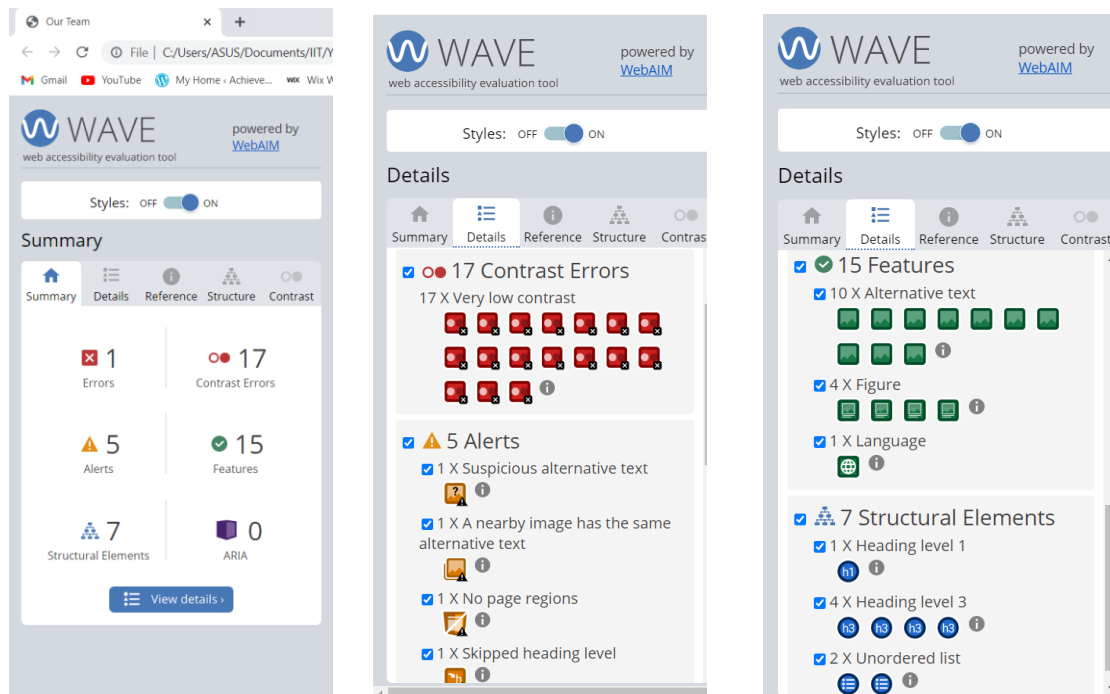 Our Team
File | C:/Users/ASUS/Documents/IIT/Y
Gmail YouTube My Home ‹ Achieve... WIX Wix W
WAVE
powered by
WebAIM
web accessibility evaluation tool
Styles: OFF ON
Summary
Summary Details Reference Structure Contrast
1
Errors
17
Contrast Errors
5
Alerts
15
Features
7
Structural Elements
0
ARIA
View details ›
WAVE
powered by
WebAIM
web accessibility evaluation tool
Styles: OFF ON
Details
Summary Details Reference Structure Contras
17 Contrast Errors
17 X Very low contrast
5 Alerts
1 X Suspicious alternative text
1 X A nearby image has the same
alternative text
1 X No page regions
1 X Skipped heading level
WAVE
powered by
WebAIM
web accessibility evaluation tool
Styles: OFF ON
Details
Summary Details Reference Structure Contrast
15 Features
10 X Alternative text
4 X Figure
1 X Language
7 Structural Elements
1 X Heading level 1
h1
4 X Heading level 3
h3 h3 h3 h3
2 X Unordered list